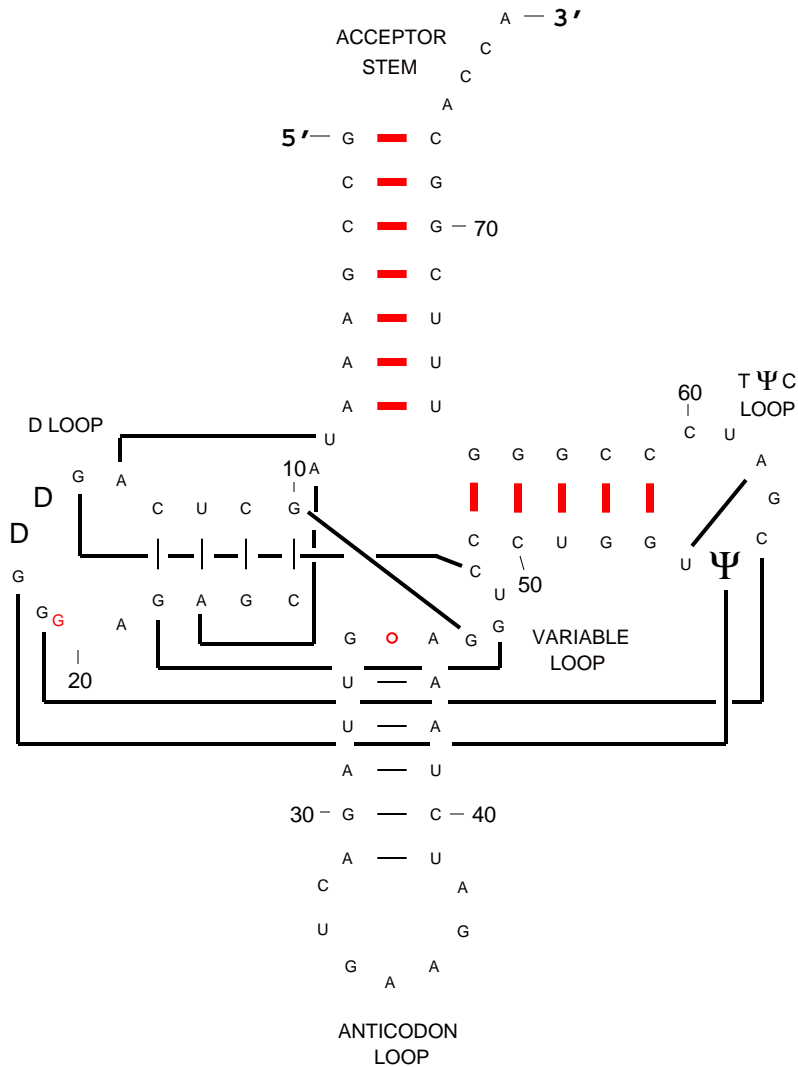 A — 3′
ACCEPTOR
C
STEM
C
A
5′— G C
C G
C G — 70
G C
A U
A U
A U
60
T Ψ C
LOOP
D LOOP
U
C U
G A
10 A
G G G C C
A
D
C U C G
G
D
C C U G G
C
U Ψ
G
C
50
G A G C
U
G G
A
G A G G
VARIABLE
LOOP
20
U A
U A
A U
30 — G C — 40
A U
C A
U G
G A
A
ANTICODON
LOOP